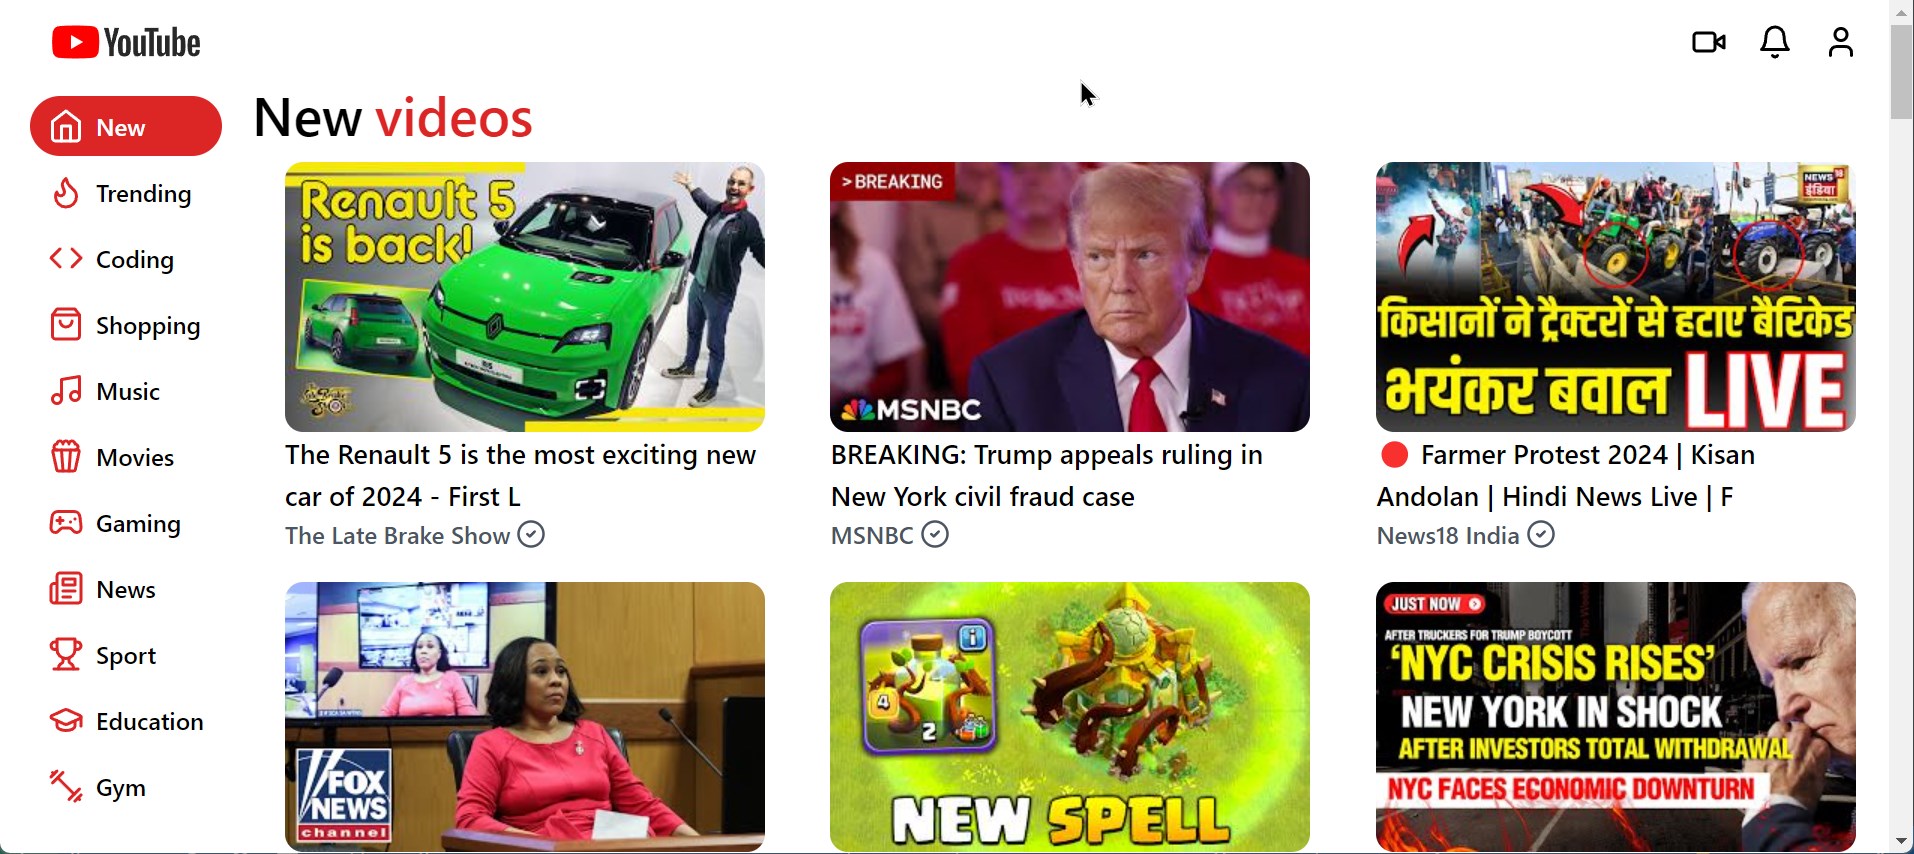 YouTube
New
Trending
Coding
Shopping
Music
Movies
Gaming
News
Sport
Education
Gym
New videos
Renault 5
is back!
The Renault 5 is the most exciting new
car of 2024 - First L
The Late Brake Show
>BREAKING
MSNBC
BREAKING: Trump appeals ruling in
New York civil fraud case
MSNBC
NEWS 18
इंडिया
किसानों ने ट्रैक्टरों से हटाए बैरिकेड
भयंकर बवाल LIVE
Farmer Protest 2024 | Kisan
Andolan | Hindi News Live | F
News18 India
FOX
NEWS
channel
4
2
NEW SPELL
JUST NOW
AFTER TRUCKERS FOR TRUMP BOYCOTT
'NYC CRISIS RISES'
NEW YORK IN SHOCK
AFTER INVESTORS TOTAL WITHDRAWAL
NYC FACES ECONOMIC DOWNTURN